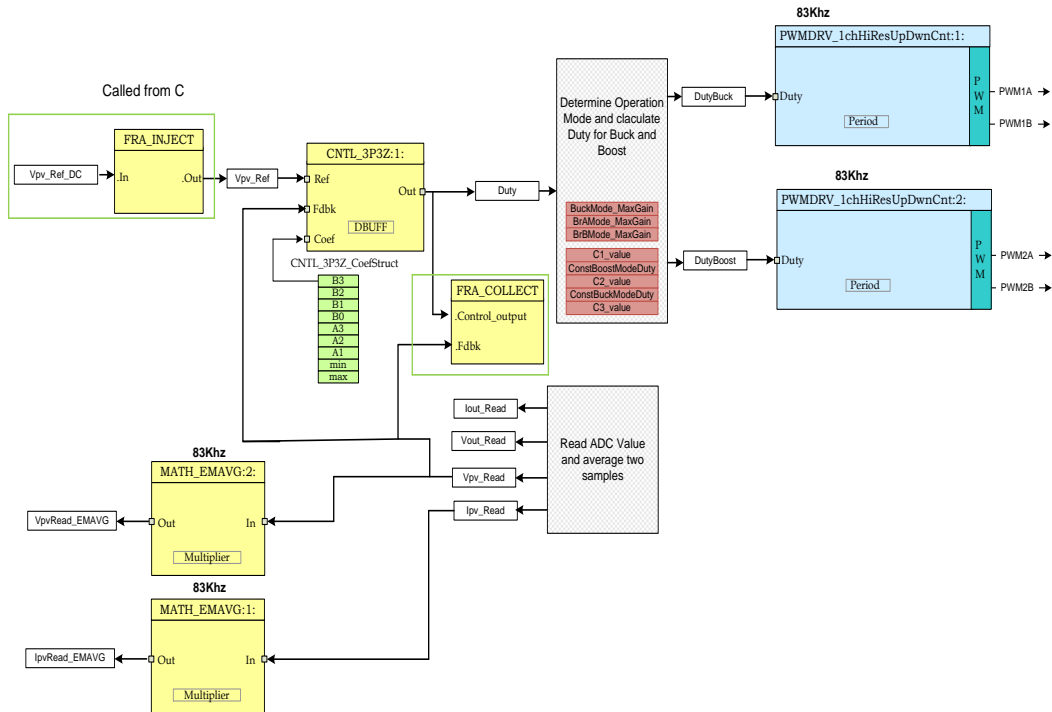 83Khz
PWMDRV_1chHiResUpDwnCnt:1:
Duty
Period
P
W
M
PWM1A
PWM1B
Called from C
FRA_INJECT
Vpv_Ref_DC
.In
.Out
Vpv_Ref
CNTL_3P3Z:1:
Ref
Out
Fdbk
DBUFF
Coef
CNTL_3P3Z_CoefStruct
B3
B2
B1
B0
A3
A2
A1
min
max
Duty
Determine Operation
Mode and claculate
Duty for Buck and
Boost
BuckMode_MaxGain
BrAMode_MaxGain
BrBMode_MaxGain
C1_value
ConstBoostModeDuty
C2_value
ConstBuckModeDuty
C3_value
DutyBuck
DutyBoost
83Khz
PWMDRV_1chHiResUpDwnCnt:2:
Duty
Period
P
W
M
PWM2A
PWM2B
FRA_COLLECT
.Control_output
.Fdbk
Iout_Read
Vout_Read
Vpv_Read
Ipv_Read
Read ADC Value
and average two
samples
83Khz
MATH_EMAVG:2:
VpvRead_EMAVG
Out
In
Multiplier
83Khz
MATH_EMAVG:1:
IpvRead_EMAVG
Out
In
Multiplier